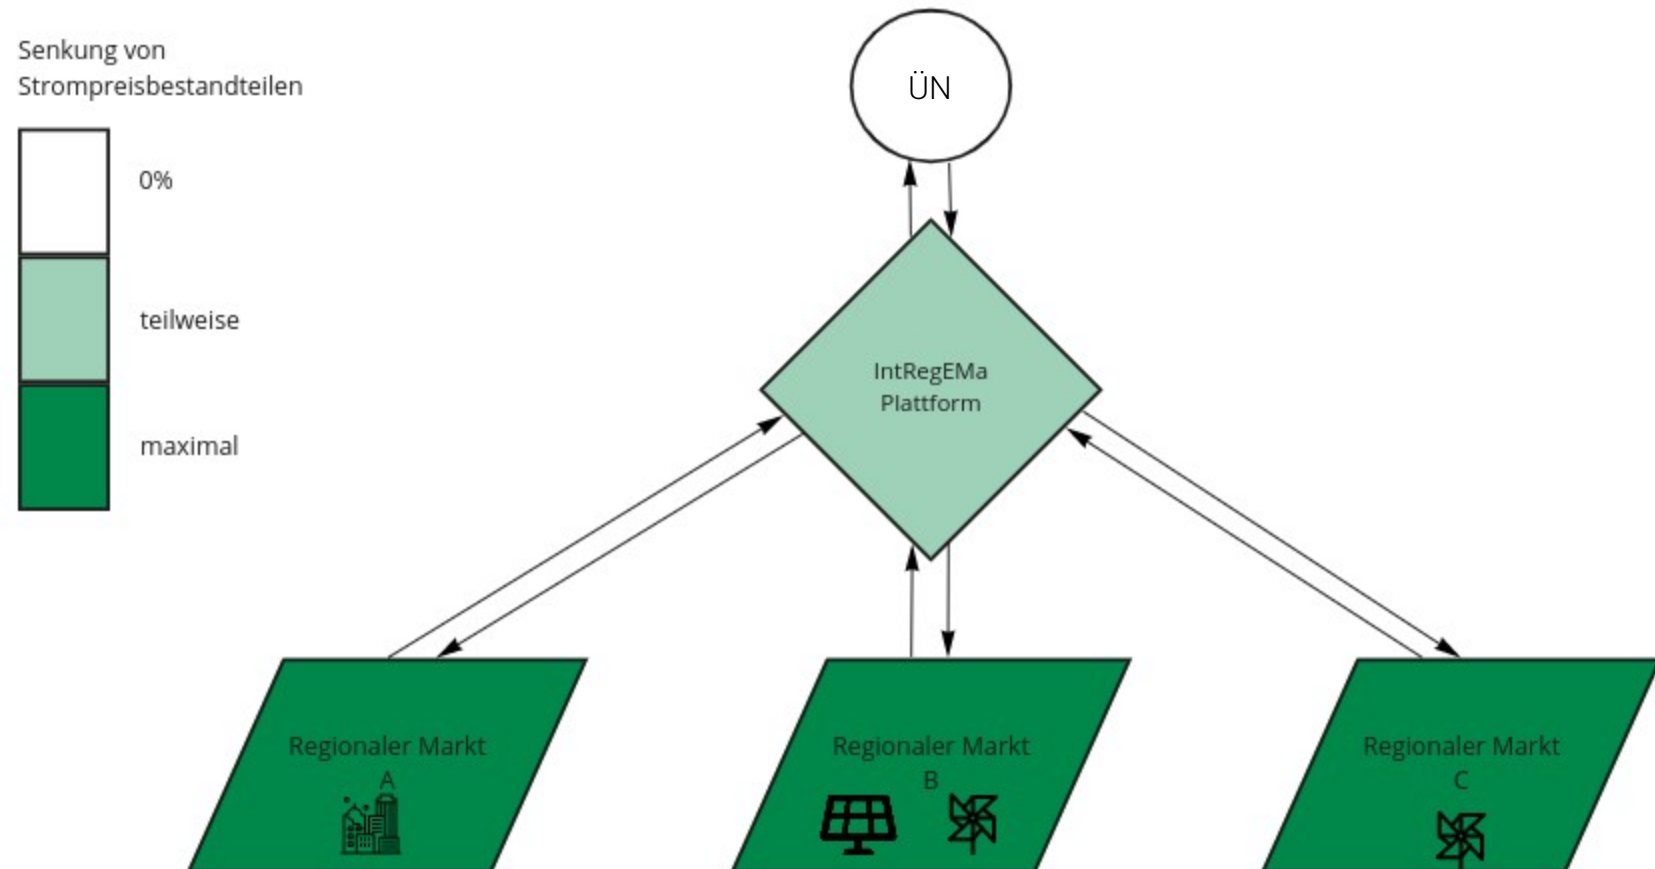 Senkung von
Strompreisbestandteilen
0%
teilweise
maximal
ÜN
IntRegEMa
Plattform
Regionaler Markt
A
Regionaler Markt
B
Regionaler Markt
C